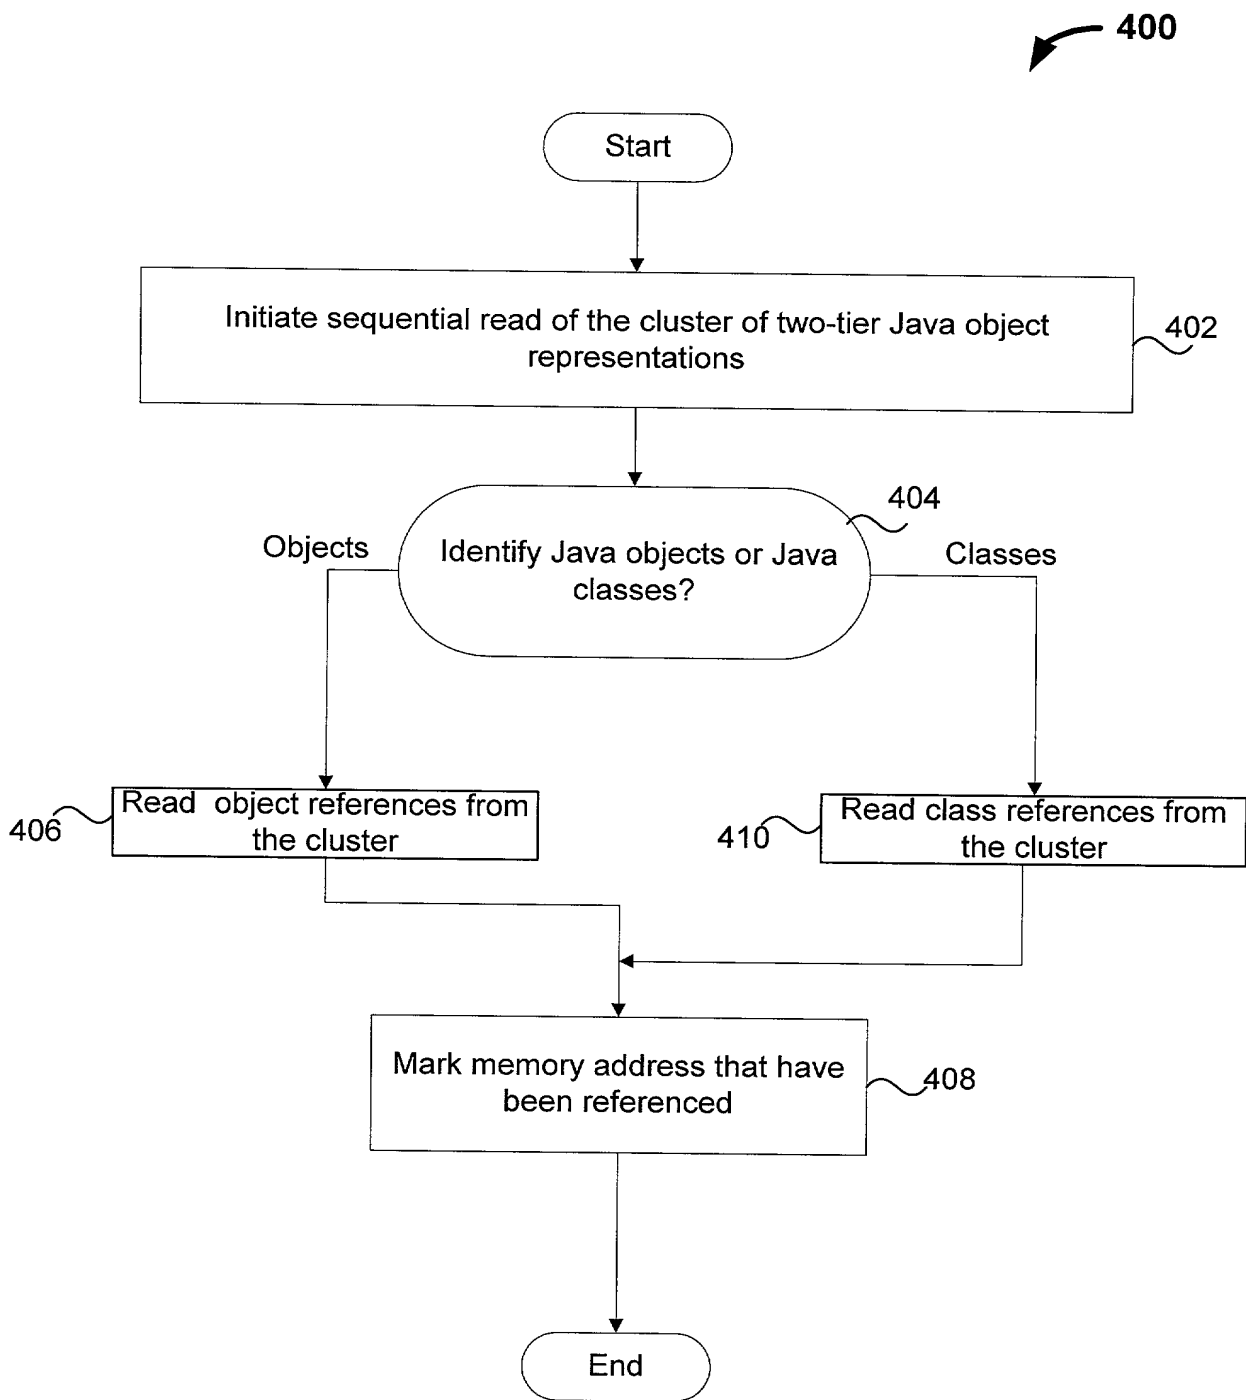 400
Start
Initiate sequential read of the cluster of two-tier Java object
representations
402
404
Identify Java objects or Java
classes?
Objects
Classes
Read object references from
the cluster
406
Read class references from
the cluster
410
Mark memory address that have
been referenced
408
End